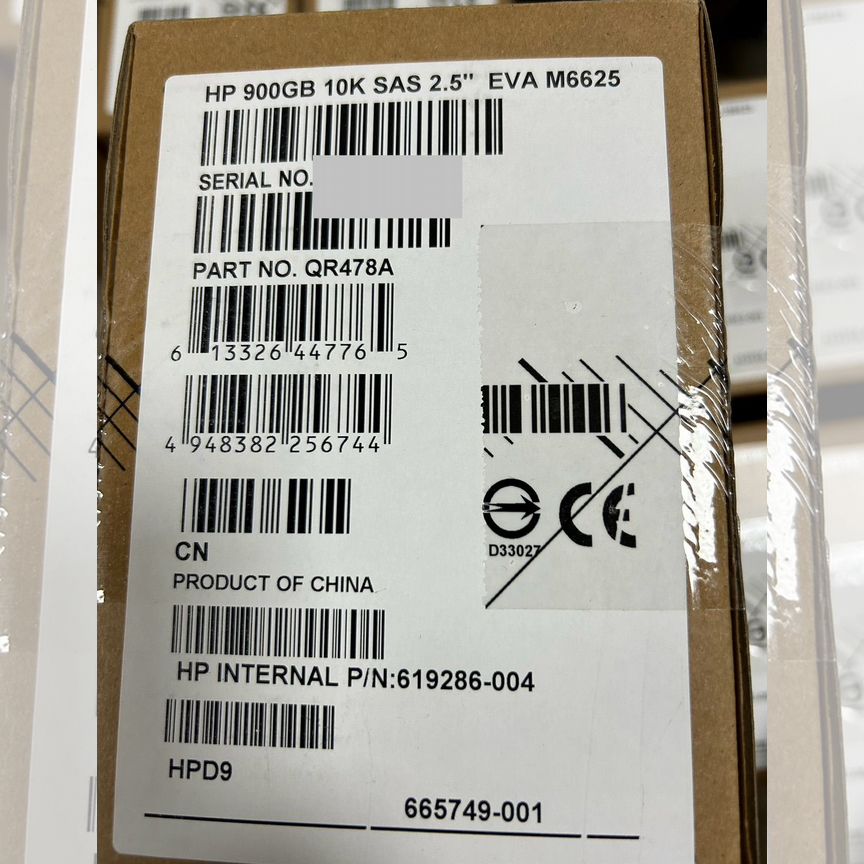 HP 900GB 10K SAS 2.5" EVA M6625
SERIAL NO.
PART NO. QR478A
6 13326 44776 5
4 948382 256744
D33027
CN
PRODUCT OF CHINA
HP INTERNAL P/N:619286-004
HPD9
665749-001